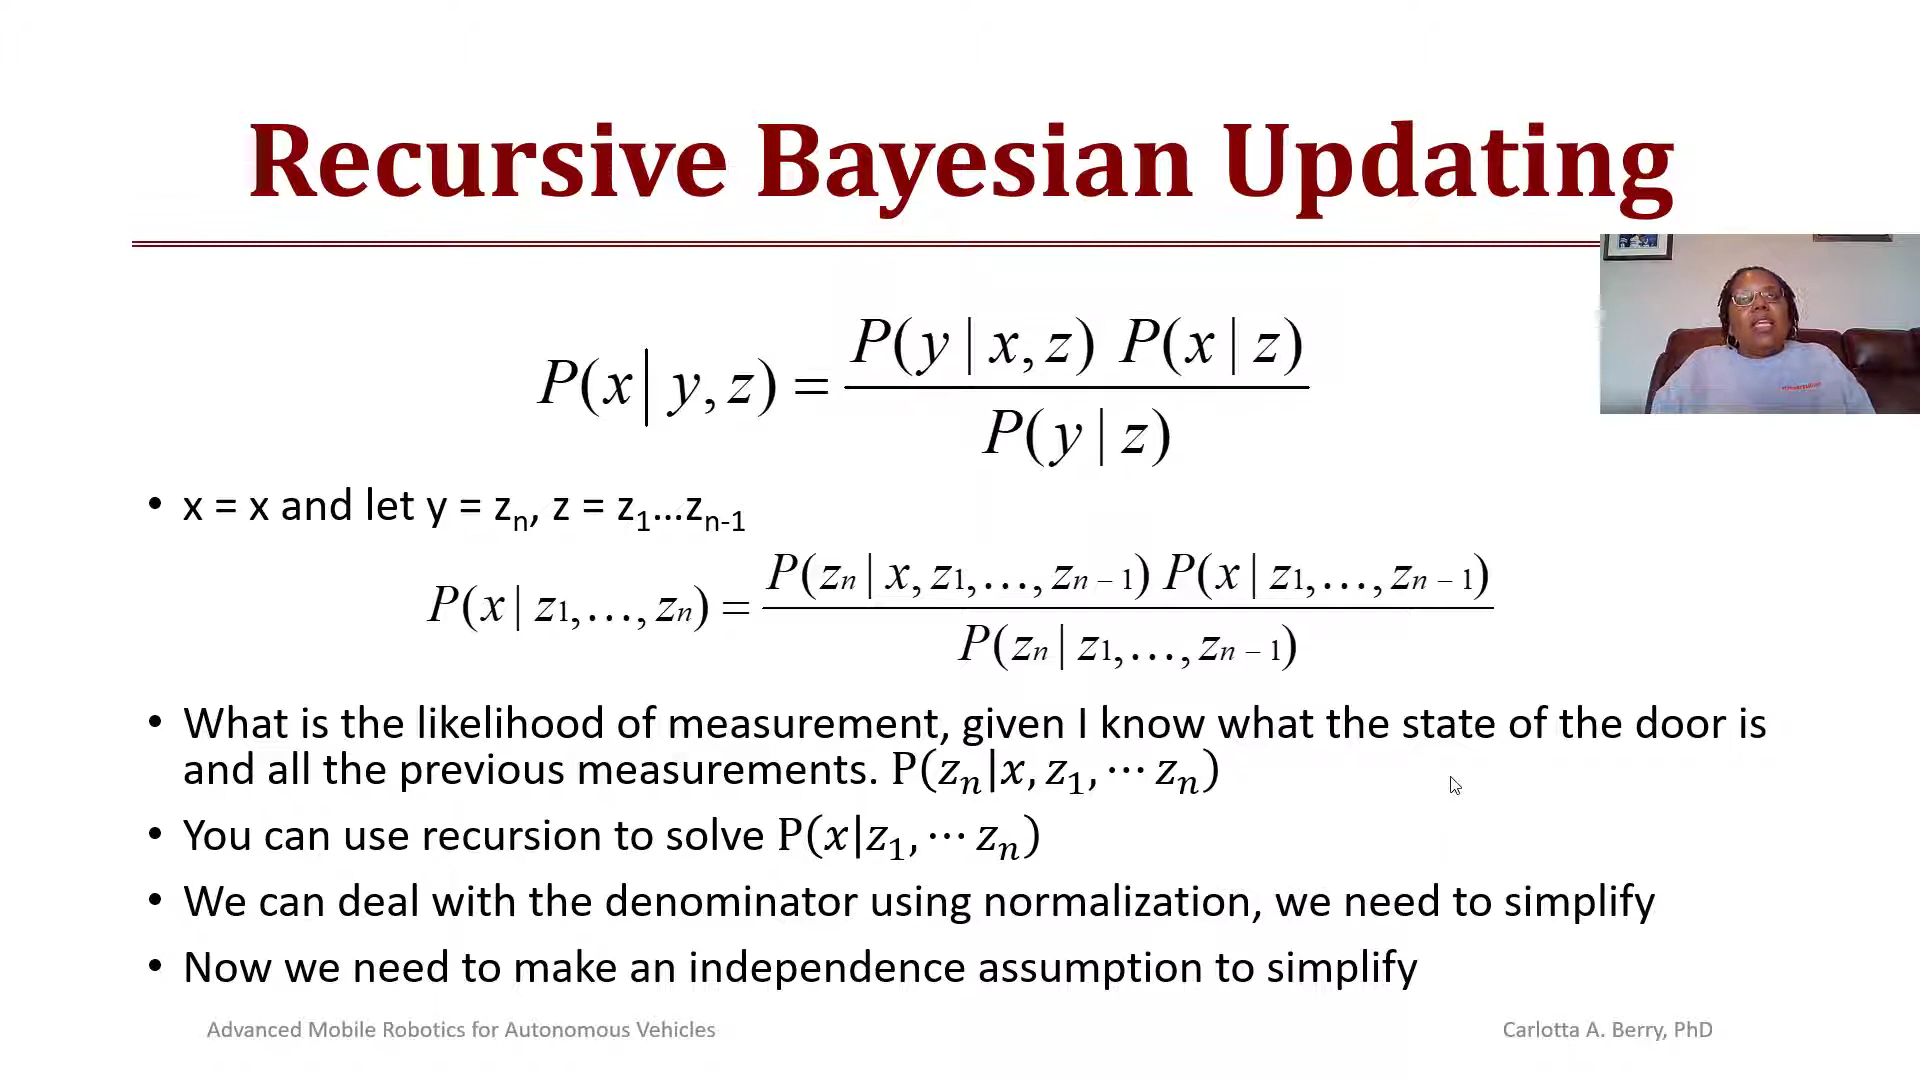 Recursive Bayesian Updating
P(x | y, z) = P(y | x, z) P(x | z) / P(y | z)
• x = x and let y = zₙ, z = z₁…zₙ₋₁
P(x | z₁,…, zₙ) = P(zₙ | x, z₁,…, zₙ₋₁) P(x | z₁,…, zₙ₋₁) / P(zₙ | z₁,…, zₙ₋₁)
• What is the likelihood of measurement, given I know what the state of the door is
and all the previous measurements. P(zₙ|x, z₁, ⋯ zₙ)
• You can use recursion to solve P(x|z₁, ⋯ zₙ)
• We can deal with the denominator using normalization, we need to simplify
• Now we need to make an independence assumption to simplify
Advanced Mobile Robotics for Autonomous Vehicles
Carlotta A. Berry, PhD